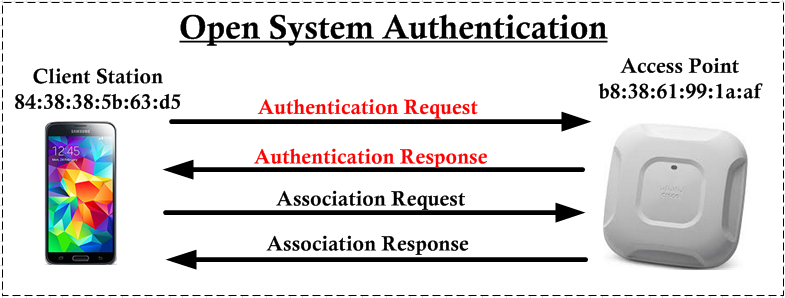 Open System Authentication
Client Station
84:38:38:5b:63:d5
Access Point
b8:38:61:99:1a:af
Authentication Request
Authentication Response
Association Request
Association Response
SAMSUNG
12:45